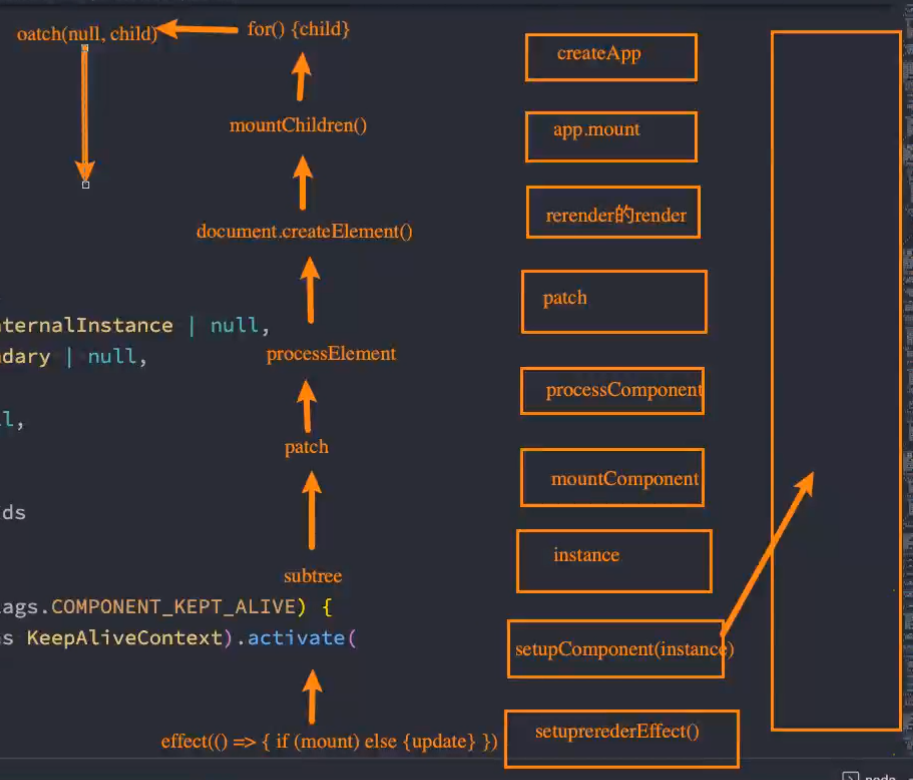 oatch(null, child)
for() {child}
mountChildren()
document.createElement()
nternalInstance | null,
dary | null,
processElement
l,
patch
ds
subtree
lags.COMPONENT_KEPT_ALIVE) {
s KeepAliveContext).activate(
effect(() => { if (mount) else {update} })
createApp
app.mount
rerender的render
patch
processComponent
mountComponent
instance
setupComponent(instance)
setuprerederEffect()
node